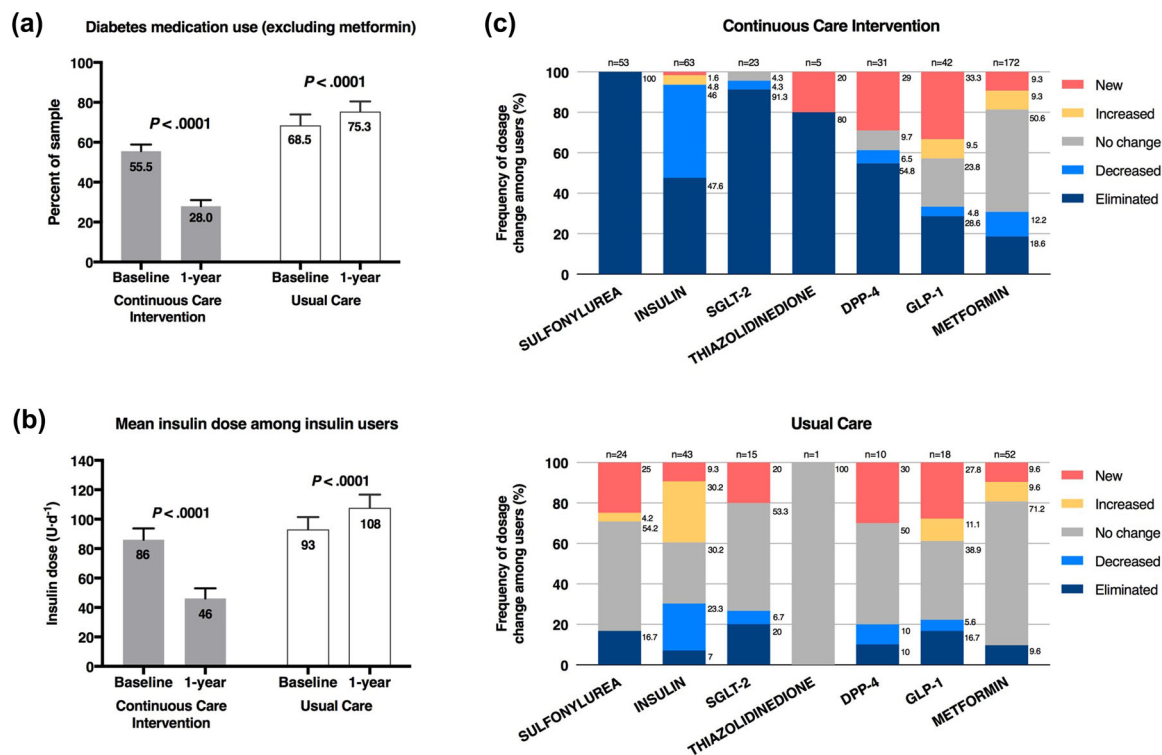 (a)
Diabetes medication use (excluding metformin)
Percent of sample
100
80
60
40
20
0
P < .0001
P < .0001
55.5
28.0
68.5
75.3
Baseline 1-year Baseline 1-year
Continuous Care Intervention
Usual Care
(b)
Mean insulin dose among insulin users
Insulin dose (U·d⁻¹)
140
120
100
80
60
40
20
0
P < .0001
P < .0001
86
46
93
108
Baseline 1-year Baseline 1-year
Continuous Care Intervention
Usual Care
(c)
Continuous Care Intervention
Frequency of dosage change among users (%)
100
80
60
40
20
0
n=53 n=63 n=23 n=5 n=31 n=42 n=172
100
1.6
4.8
46
47.6
4.3
4.3
91.3
20
80
29
9.7
6.5
54.8
33.3
9.5
23.8
4.8
28.6
9.3
9.3
50.6
12.2
18.6
SULFONYLUREA
INSULIN
SGLT-2
THIAZOLIDINEDIONE
DPP-4
GLP-1
METFORMIN
New
Increased
No change
Decreased
Eliminated
Usual Care
Frequency of dosage change among users (%)
100
80
60
40
20
0
n=24 n=43 n=15 n=1 n=10 n=18 n=52
25
4.2
54.2
16.7
9.3
30.2
30.2
23.3
7
20
53.3
6.7
20
100
30
50
10
10
27.8
11.1
38.9
5.6
16.7
9.6
9.6
71.2
9.6
SULFONYLUREA
INSULIN
SGLT-2
THIAZOLIDINEDIONE
DPP-4
GLP-1
METFORMIN
New
Increased
No change
Decreased
Eliminated